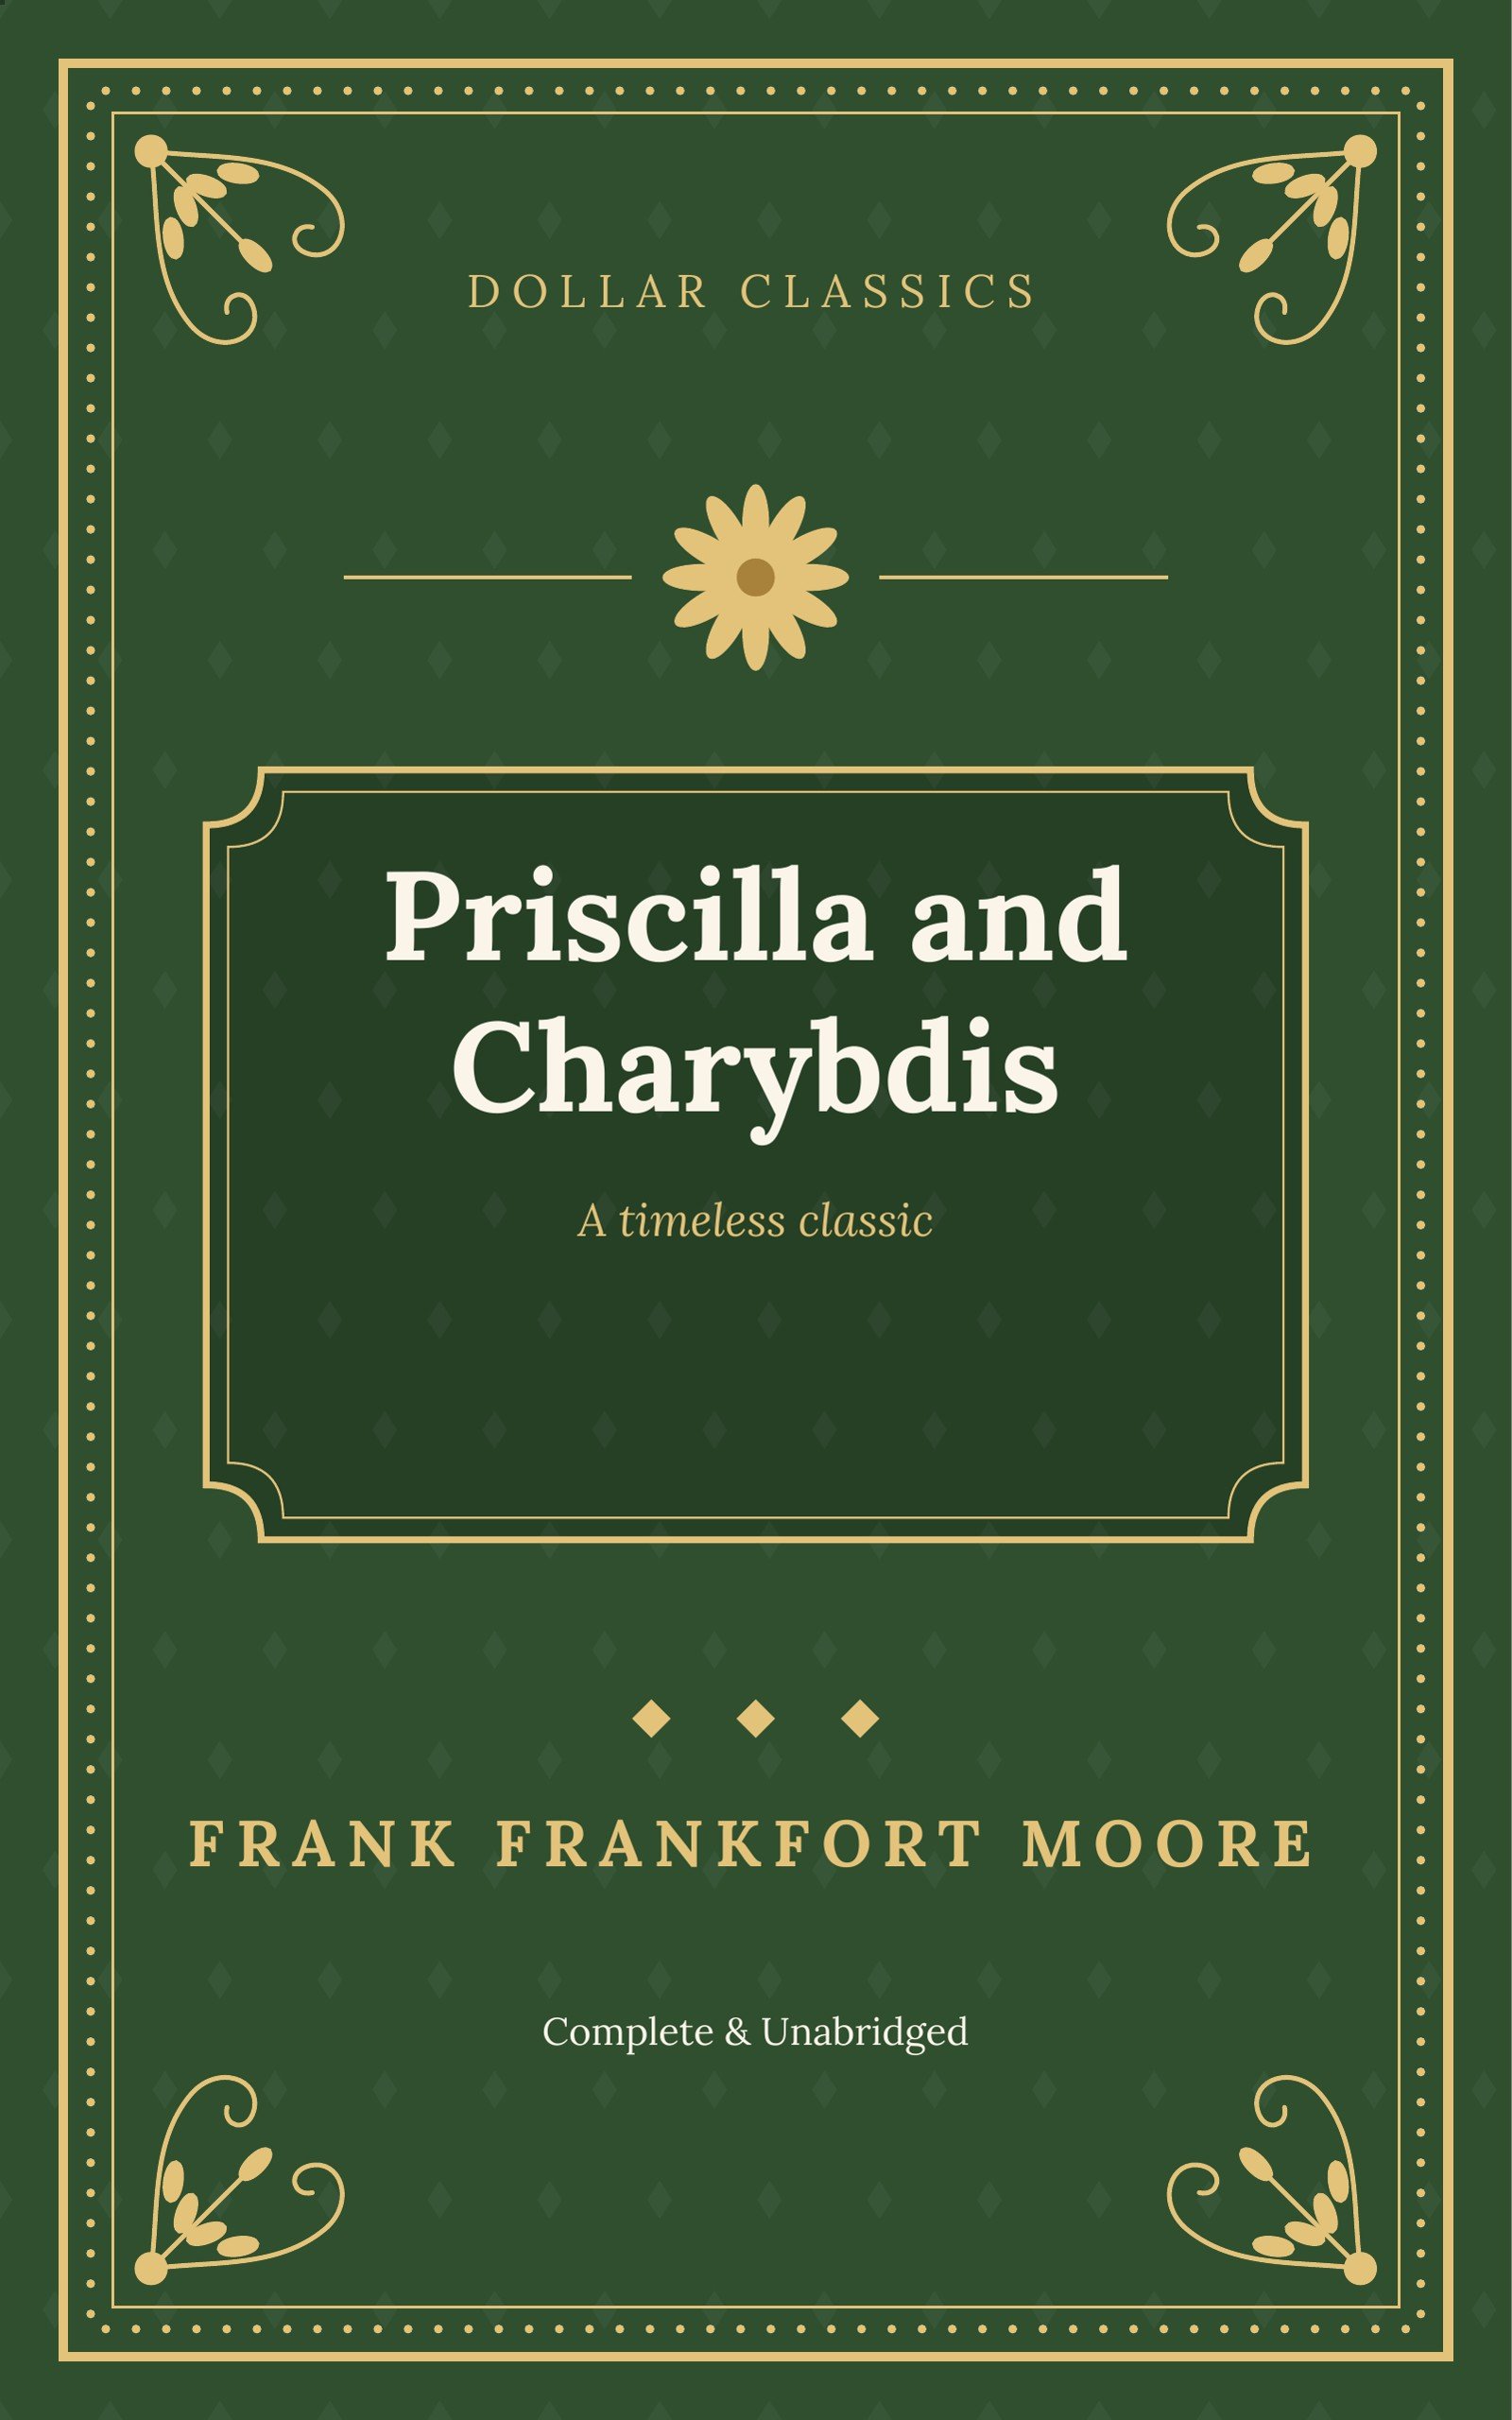 DOLLAR CLASSICS
Priscilla and
Charybdis
A timeless classic
FRANK FRANKFORT MOORE
Complete & Unabridged